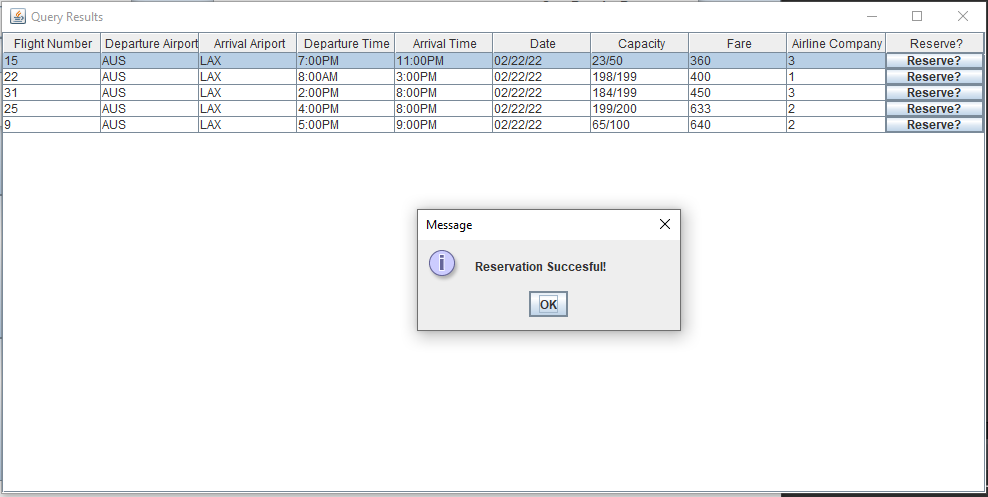 Query Results
Flight Number Departure Airport Arrival Ariport Departure Time Arrival Time Date Capacity Fare Airline Company Reserve?
15 AUS LAX 7:00PM 11:00PM 02/22/22 23/50 360 3 Reserve?
22 AUS LAX 8:00AM 3:00PM 02/22/22 198/199 400 1 Reserve?
31 AUS LAX 2:00PM 8:00PM 02/22/22 184/199 450 3 Reserve?
25 AUS LAX 4:00PM 8:00PM 02/22/22 199/200 633 2 Reserve?
9 AUS LAX 5:00PM 9:00PM 02/22/22 65/100 640 2 Reserve?
Message
Reservation Succesful!
OK